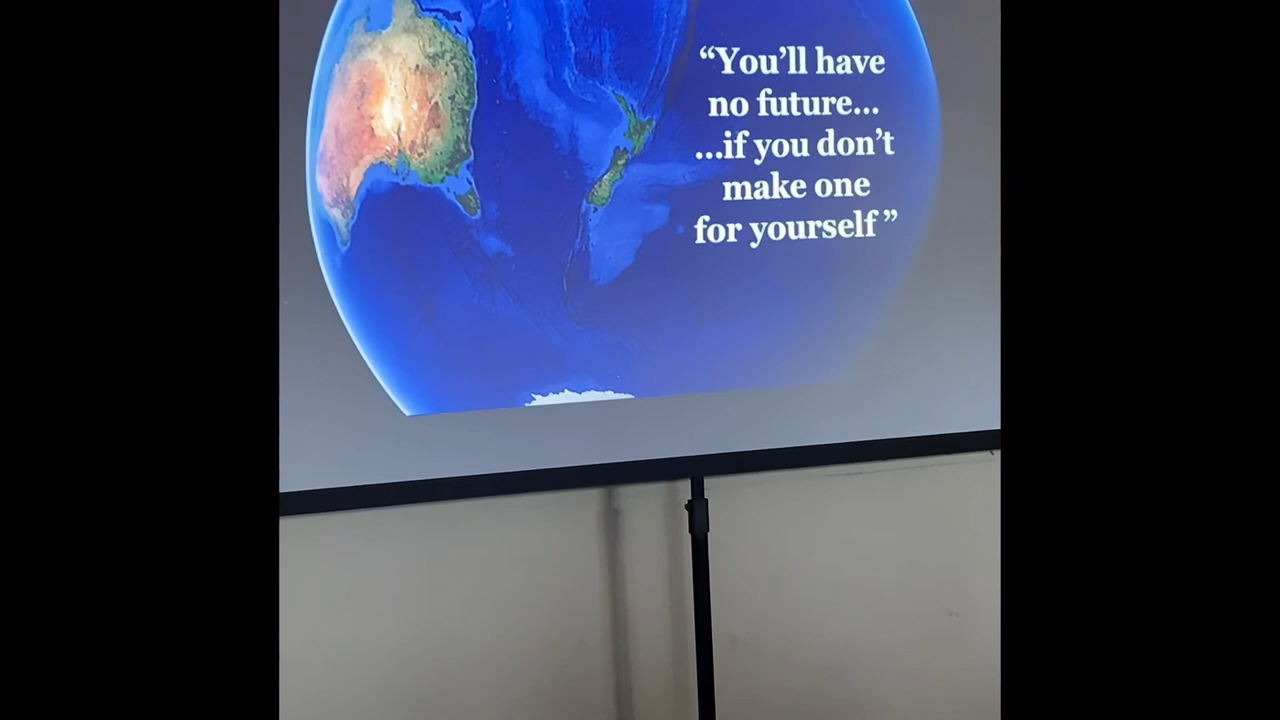 “You’ll have
no future...
...if you don’t
make one
for yourself ”